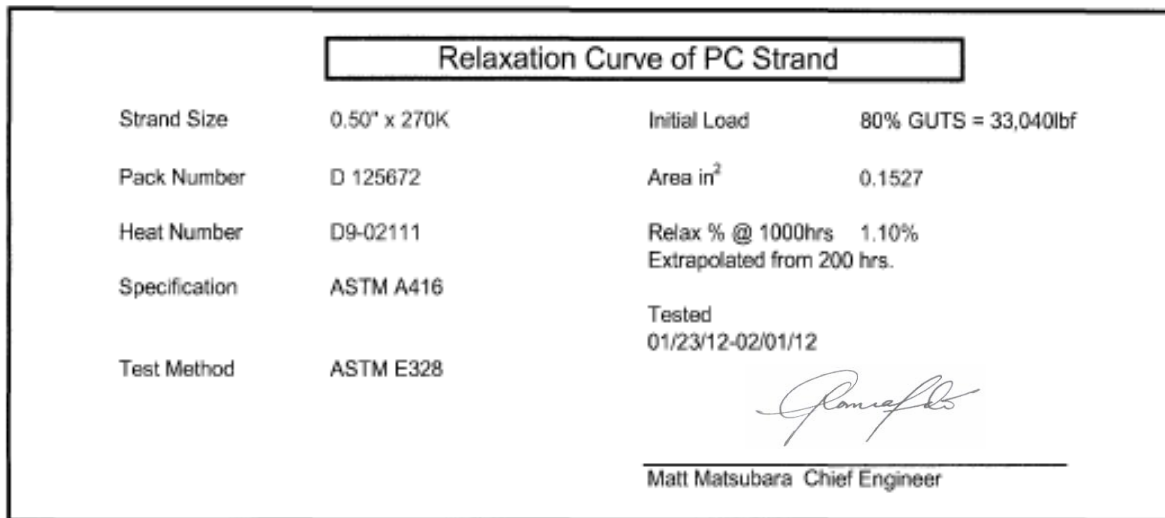 Relaxation Curve of PC Strand
Strand Size 0.50" x 270K
Pack Number D 125672
Heat Number D9-02111
Specification ASTM A416
Test Method ASTM E328
Initial Load 80% GUTS = 33,040lbf
Area in² 0.1527
Relax % @ 1000hrs 1.10%
Extrapolated from 200 hrs.
Tested
01/23/12-02/01/12
Matt Matsubara Chief Engineer